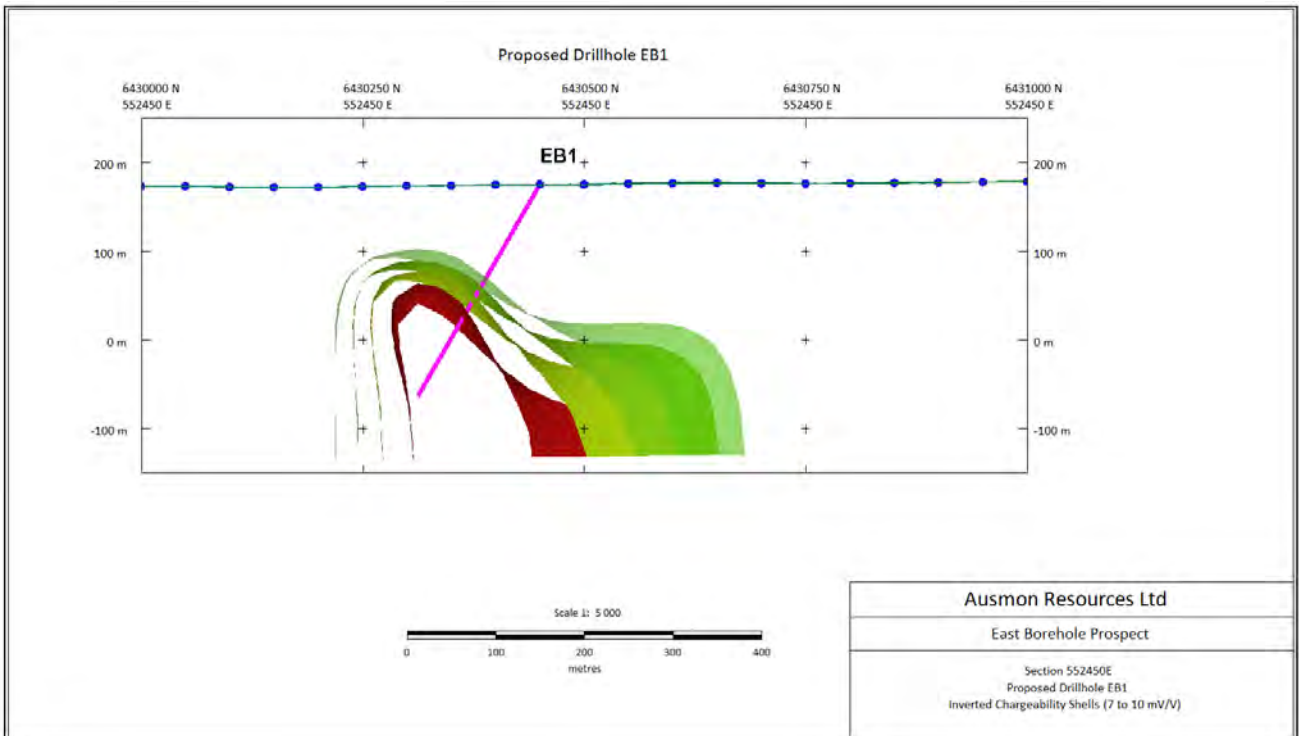 Proposed Drillhole EB1
6430000 N 6430250 N 6430500 N 6430750 N 6431000 N
552450 E 552450 E 552450 E 552450 E 552450 E
EB1
200 m 200 m
100 m 100 m
0 m 0 m
-100 m -100 m
Scale 1: 5 000
0 100 200 300 400
metres
Ausmon Resources Ltd
East Borehole Prospect
Section 552450E
Proposed Drillhole EB1
Inverted Chargeability Shells (7 to 10 mV/V)